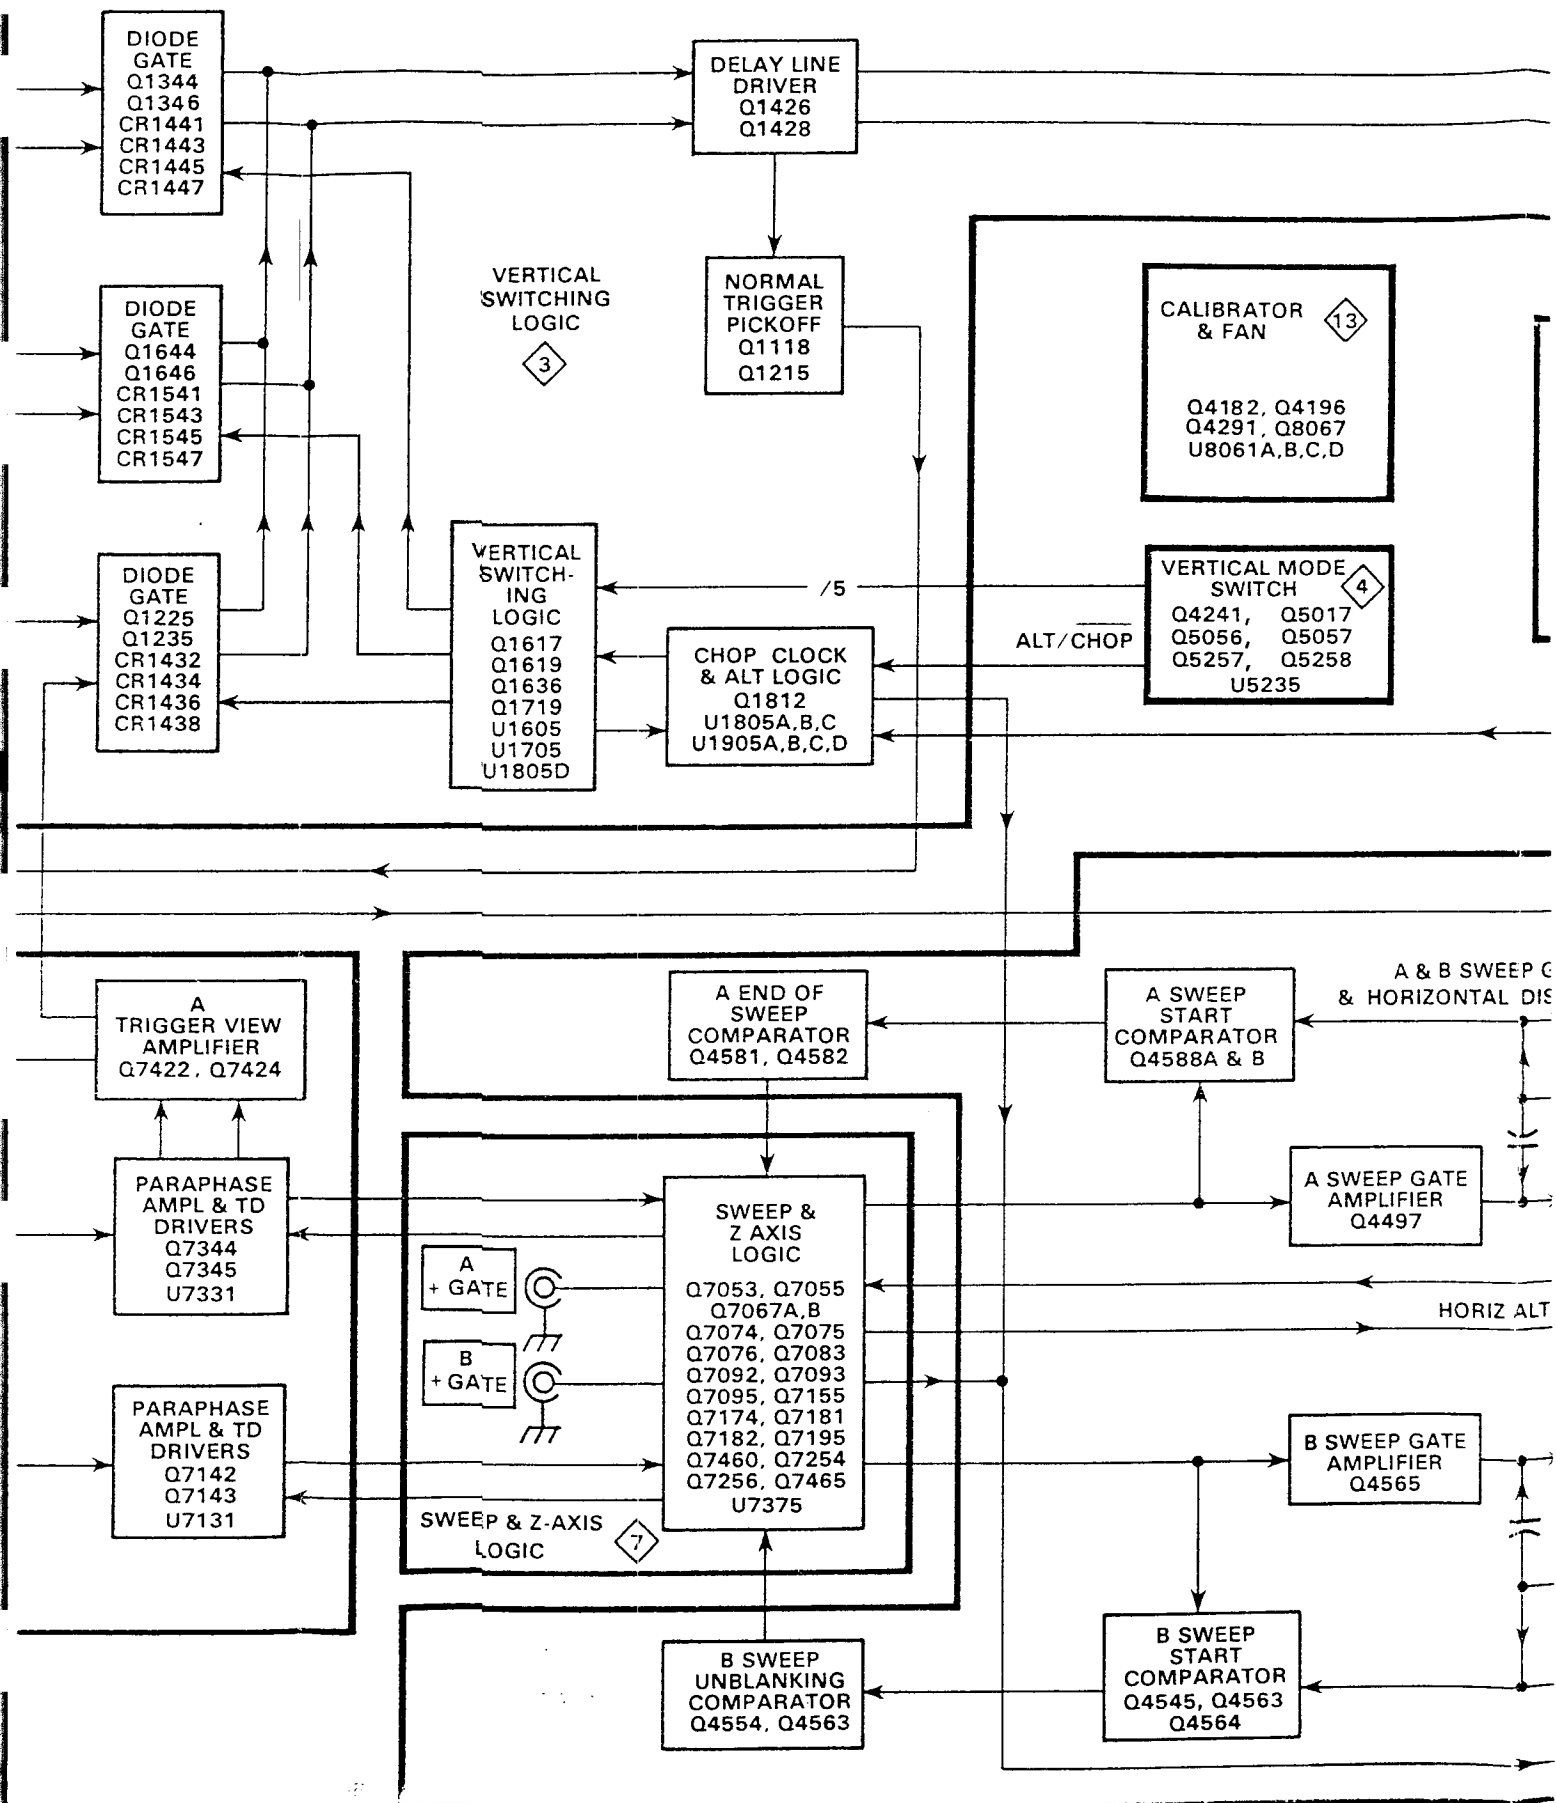 DIODE
GATE
Q1344
Q1346
CR1441
CR1443
CR1445
CR1447
DELAY LINE
DRIVER
Q1426
Q1428
DIODE
GATE
Q1644
Q1646
CR1541
CR1543
CR1545
CR1547
VERTICAL
SWITCHING
LOGIC
3
NORMAL
TRIGGER
PICKOFF
Q1118
Q1215
CALIBRATOR
& FAN
13
Q4182, Q4196
Q4291, Q8067
U8061A,B,C,D
DIODE
GATE
Q1225
Q1235
CR1432
CR1434
CR1436
CR1438
VERTICAL
SWITCH-
ING
LOGIC
Q1617
Q1619
Q1636
Q1719
U1605
U1705
U1805D
/5
CHOP CLOCK
& ALT LOGIC
Q1812
U1805A,B,C
U1905A,B,C,D
ALT/CHOP
VERTICAL MODE
SWITCH
4
Q4241, Q5017
Q5056, Q5057
Q5257, Q5258
U5235
A
TRIGGER VIEW
AMPLIFIER
Q7422, Q7424
A END OF
SWEEP
COMPARATOR
Q4581, Q4582
A SWEEP
START
COMPARATOR
Q4588A & B
A & B SWEEP G
& HORIZONTAL DIS
PARAPHASE
AMPL & TD
DRIVERS
Q7344
Q7345
U7331
A
+ GATE
B
+ GATE
SWEEP &
Z AXIS
LOGIC
Q7053, Q7055
Q7067A,B
Q7074, Q7075
Q7076, Q7083
Q7092, Q7093
Q7095, Q7155
Q7174, Q7181
Q7182, Q7195
Q7460, Q7254
Q7256, Q7465
U7375
A SWEEP GATE
AMPLIFIER
Q4497
HORIZ ALT
PARAPHASE
AMPL & TD
DRIVERS
Q7142
Q7143
U7131
SWEEP & Z-AXIS
LOGIC
7
B SWEEP GATE
AMPLIFIER
Q4565
B SWEEP
UNBLANKING
COMPARATOR
Q4554, Q4563
B SWEEP
START
COMPARATOR
Q4545, Q4563
Q4564